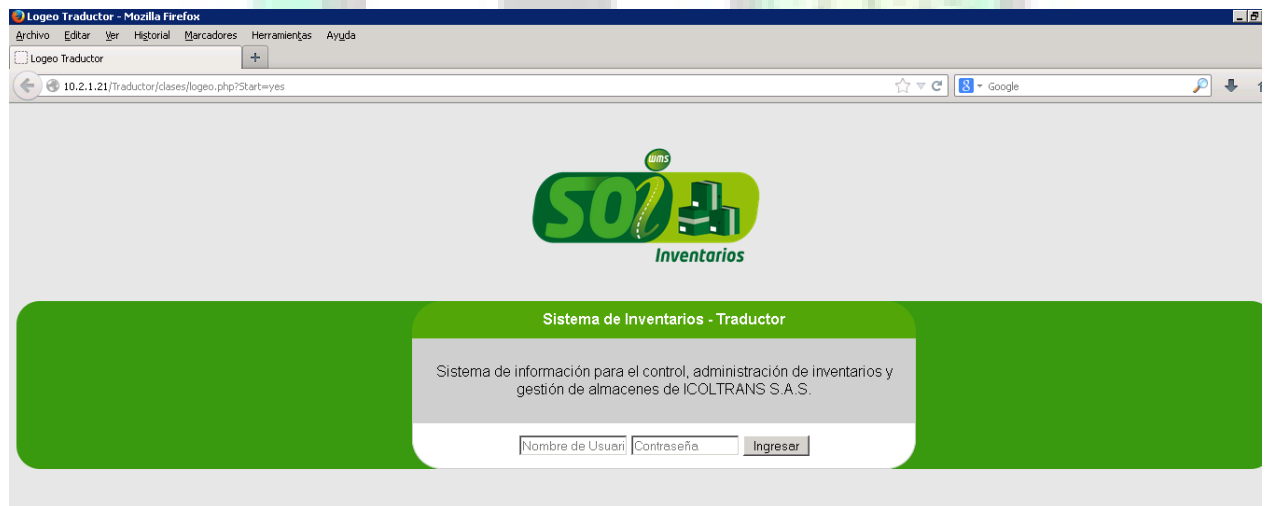 Logeo Traductor - Mozilla Firefox
Archivo Editar Ver Historial Marcadores Herramientas Ayuda
Logeo Traductor
10.2.1.21/Traductor/clases/logeo.php?Start=yes
Google
wms
SOI
Inventarios
Sistema de Inventarios - Traductor
Sistema de información para el control, administración de inventarios y
gestión de almacenes de ICOLTRANS S.A.S.
Nombre de Usuari Contraseña Ingresar